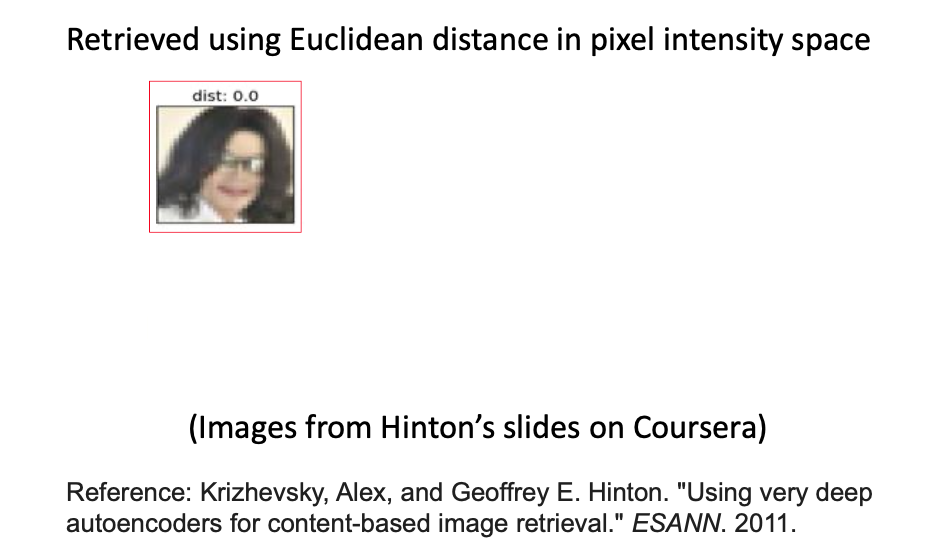 Retrieved using Euclidean distance in pixel intensity space
dist: 0.0
(Images from Hinton’s slides on Coursera)
Reference: Krizhevsky, Alex, and Geoffrey E. Hinton. "Using very deep
autoencoders for content-based image retrieval." ESANN. 2011.